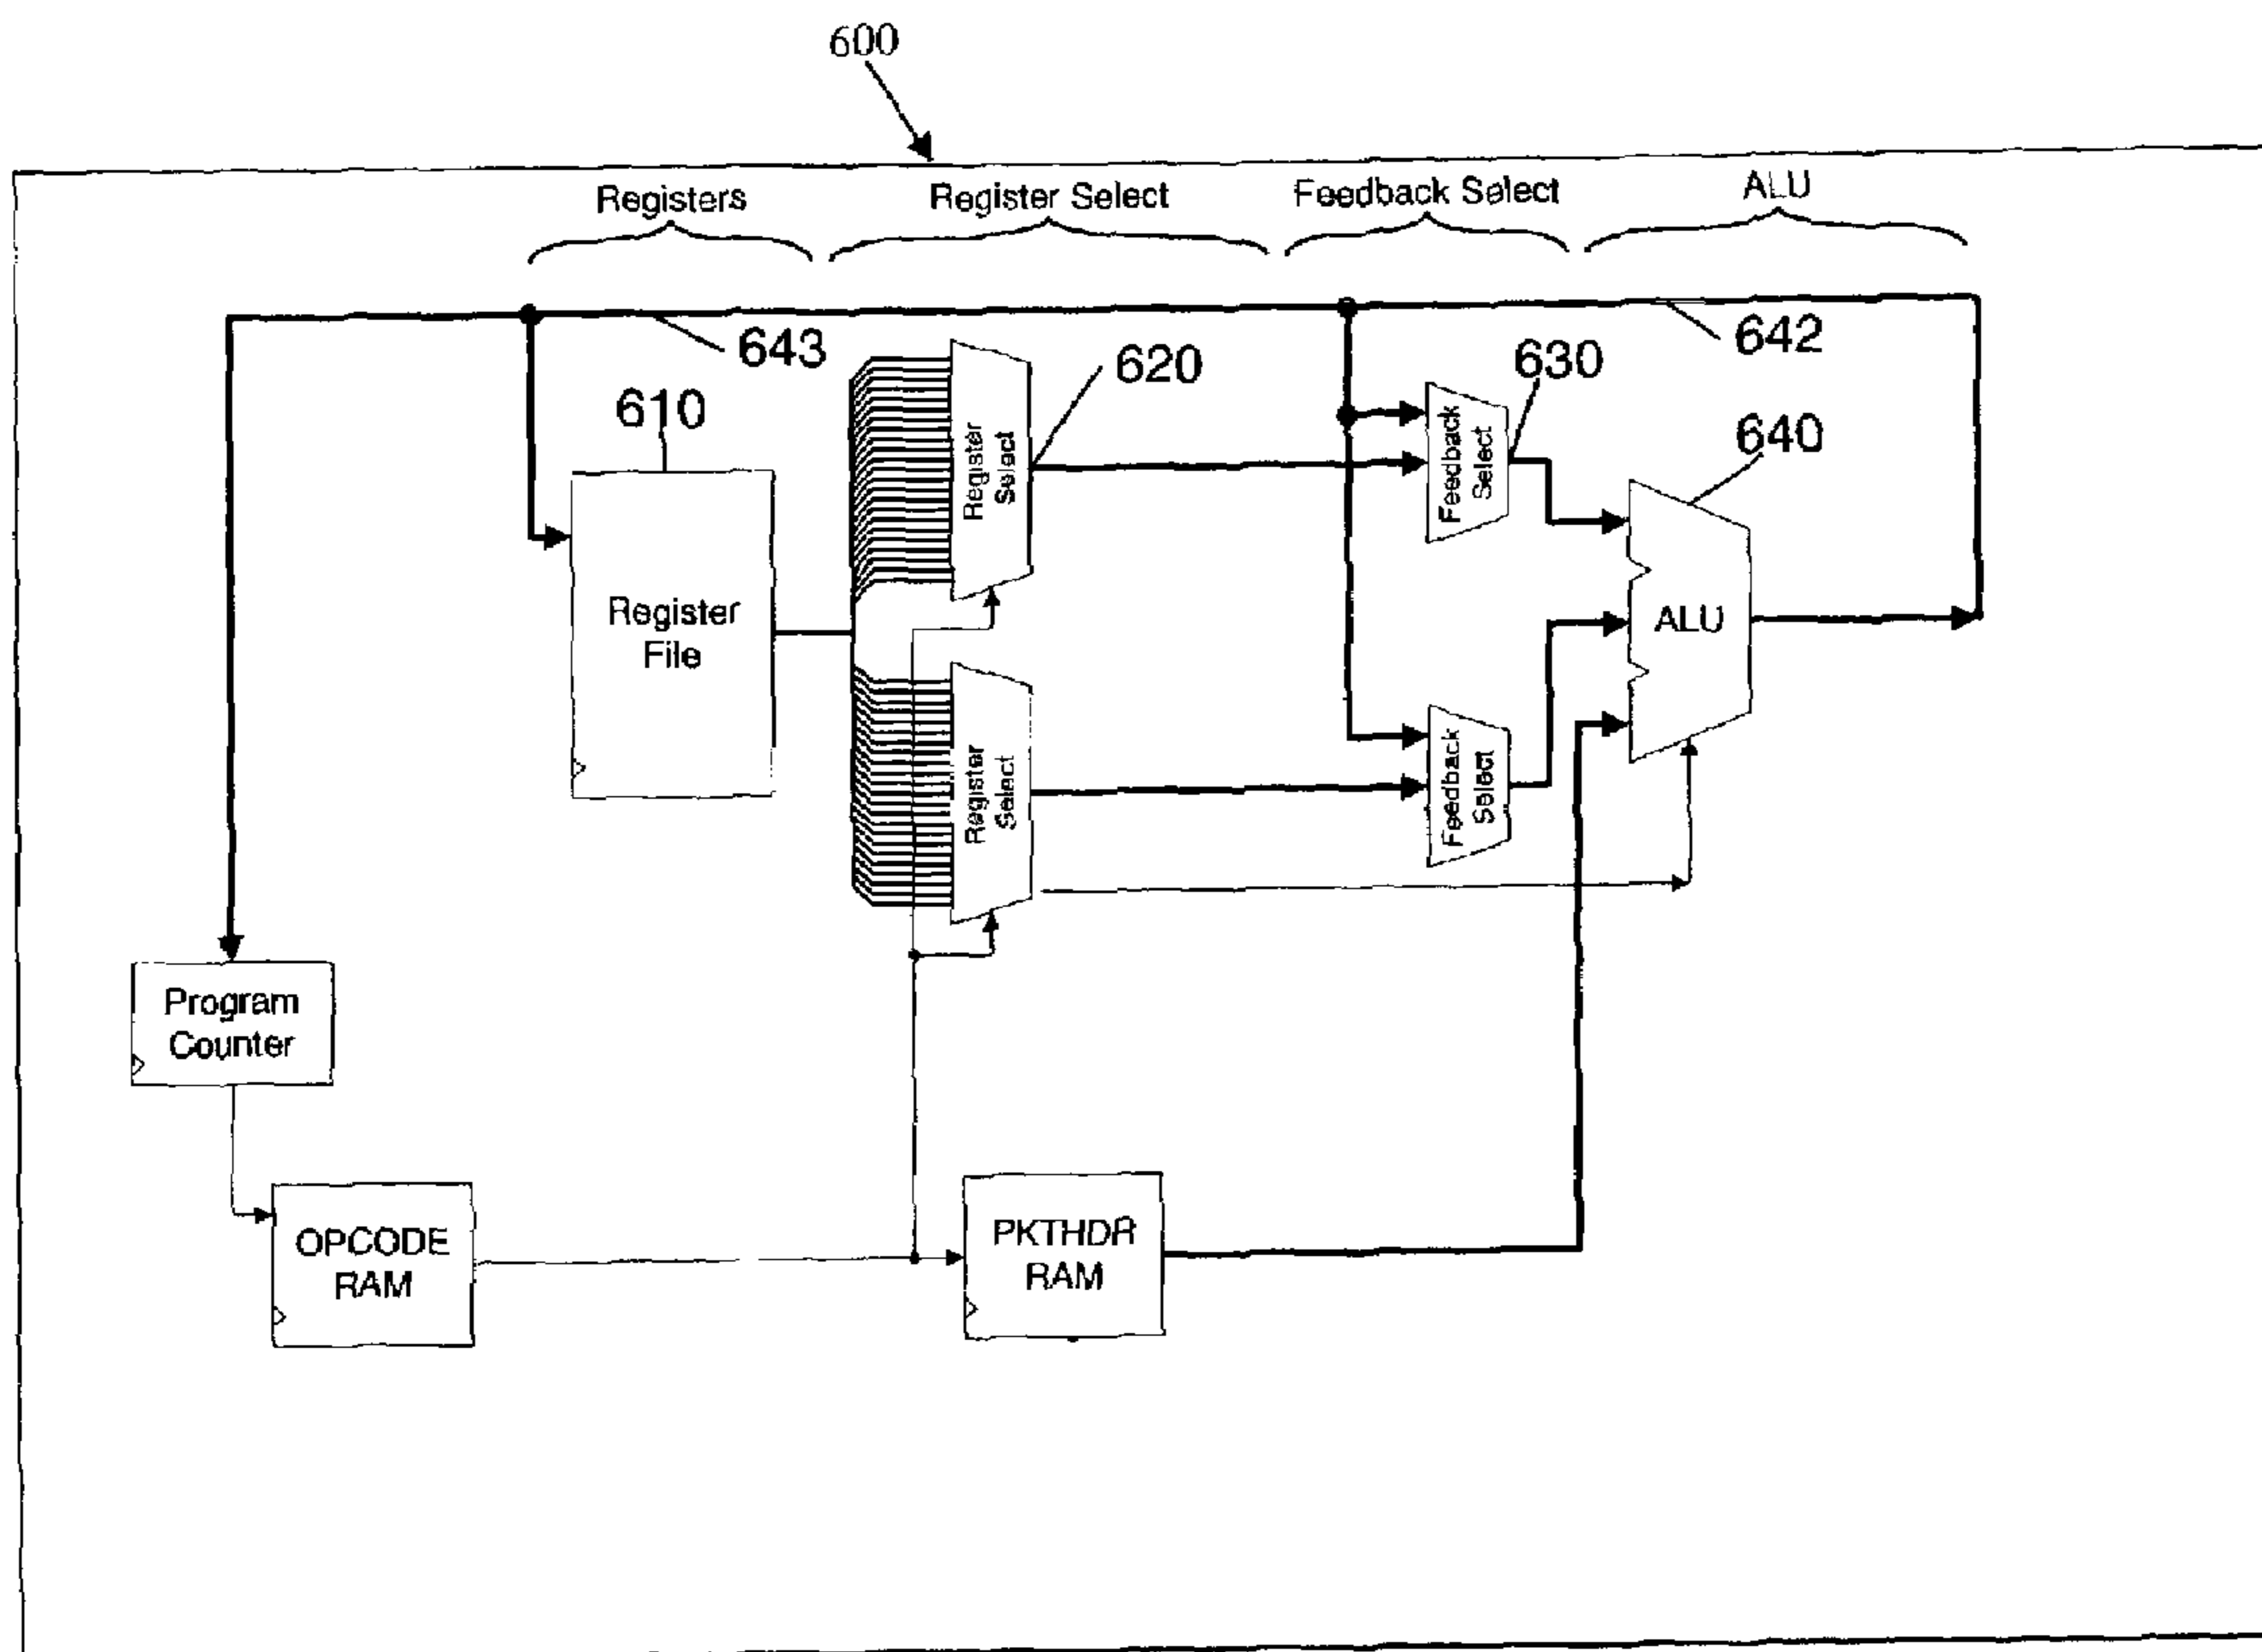 600
Registers
Register Select
Feedback Select
ALU
643
642
620
630
610
640
Register
Select
Feedback
Select
Register
File
ALU
Register
Select
Feedback
Select
Program
Counter
OPCODE
RAM
PKTHDR
RAM